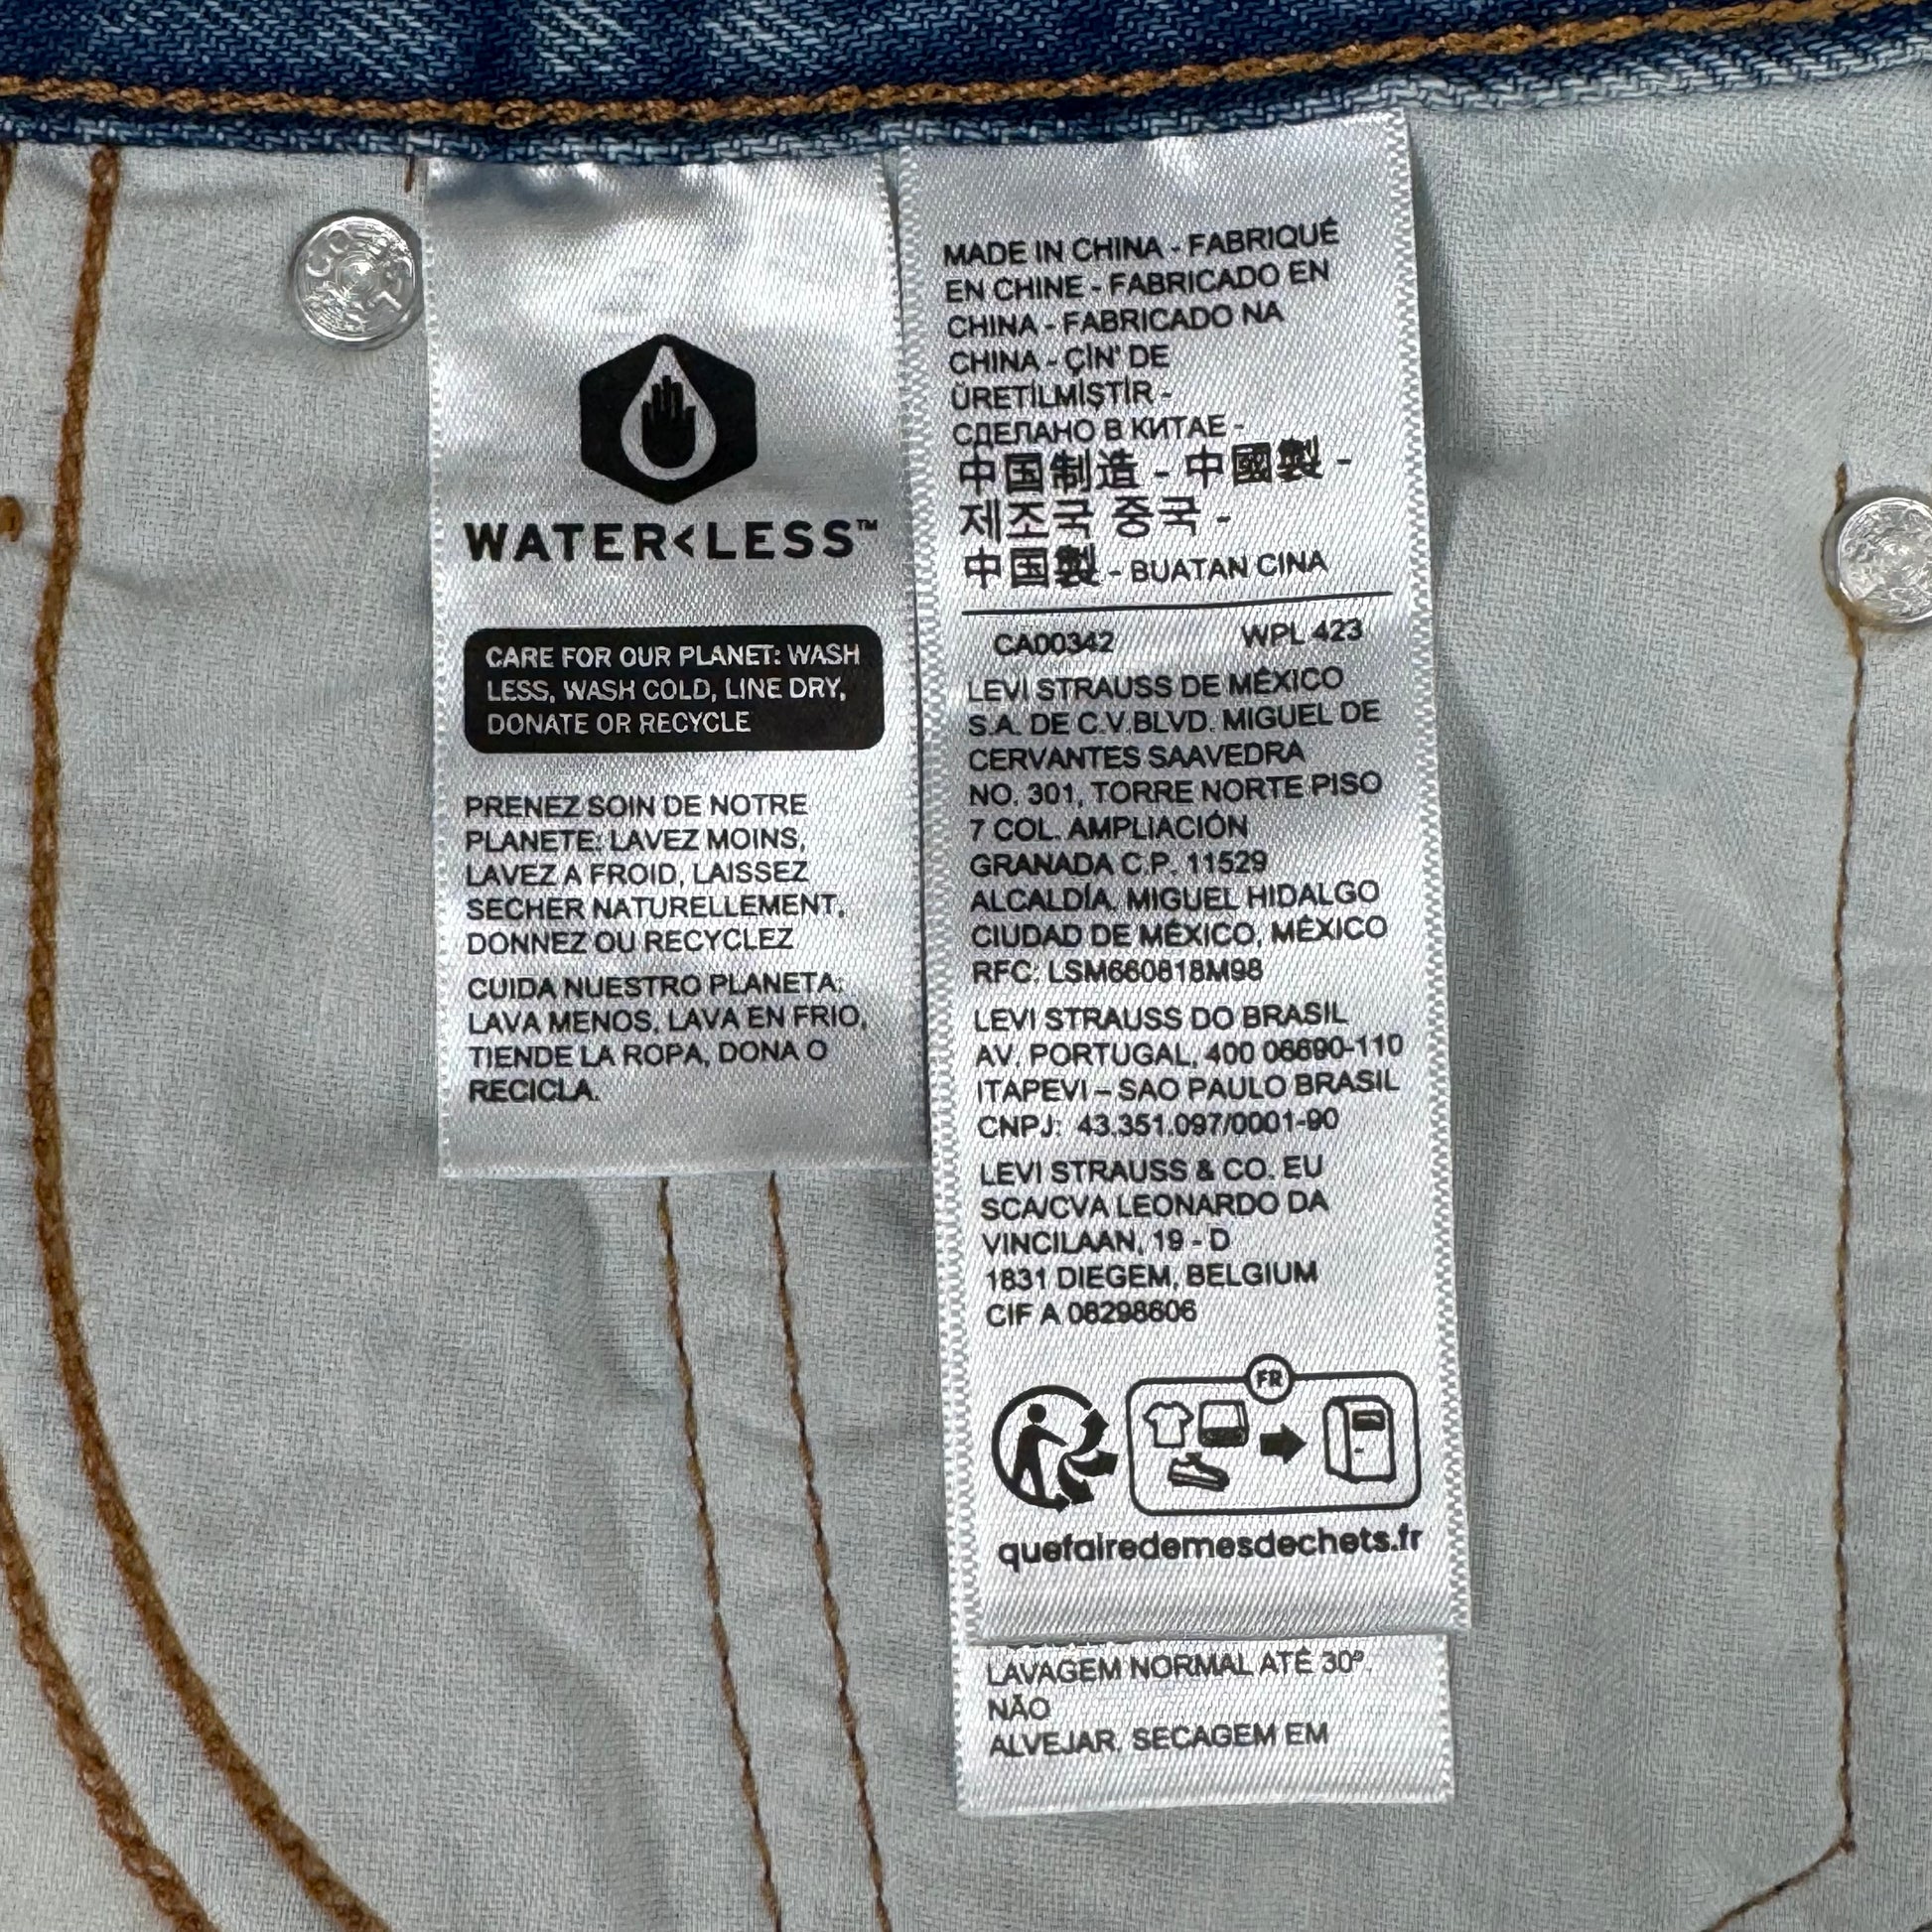 WATER<LESS™
CARE FOR OUR PLANET: WASH
LESS, WASH COLD, LINE DRY,
DONATE OR RECYCLE
PRENEZ SOIN DE NOTRE
PLANETE: LAVEZ MOINS,
LAVEZ A FROID, LAISSEZ
SECHER NATURELLEMENT,
DONNEZ OU RECYCLEZ
CUIDA NUESTRO PLANETA:
LAVA MENOS, LAVA EN FRIO,
TIENDE LA ROPA, DONA O
RECICLA.
MADE IN CHINA - FABRIQUÉ
EN CHINE - FABRICADO EN
CHINA - FABRICADO NA
CHINA - ÇİN' DE
ÜRETİLMİŞTİR -
СДЕЛАНО В КИТАЕ -
中国制造 - 中國製 -
제조국 중국 -
中国製 - BUATAN CINA
CA00342 WPL 423
LEVI STRAUSS DE MÉXICO
S.A. DE C.V.BLVD. MIGUEL DE
CERVANTES SAAVEDRA
NO. 301, TORRE NORTE PISO
7 COL. AMPLIACIÓN
GRANADA C.P. 11529
ALCALDÍA, MIGUEL HIDALGO
CIUDAD DE MÉXICO, MÉXICO
RFC: LSM660818M98
LEVI STRAUSS DO BRASIL
AV. PORTUGAL, 400 06690-110
ITAPEVI – SAO PAULO BRASIL
CNPJ: 43.351.097/0001-90
LEVI STRAUSS & CO. EU
SCA/CVA LEONARDO DA
VINCILAAN, 19 - D
1831 DIEGEM, BELGIUM
CIF A 08298606
FR
quefairedemesdechets.fr
LAVAGEM NORMAL ATÉ 30º.
NÃO
ALVEJAR. SECAGEM EM